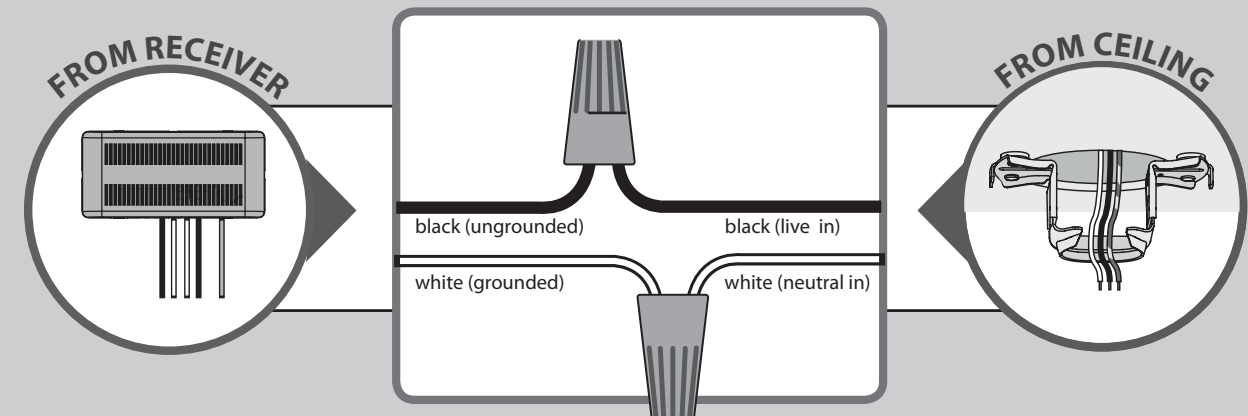 FROM RECEIVER
FROM CEILING
black (ungrounded)
black (live in)
white (grounded)
white (neutral in)